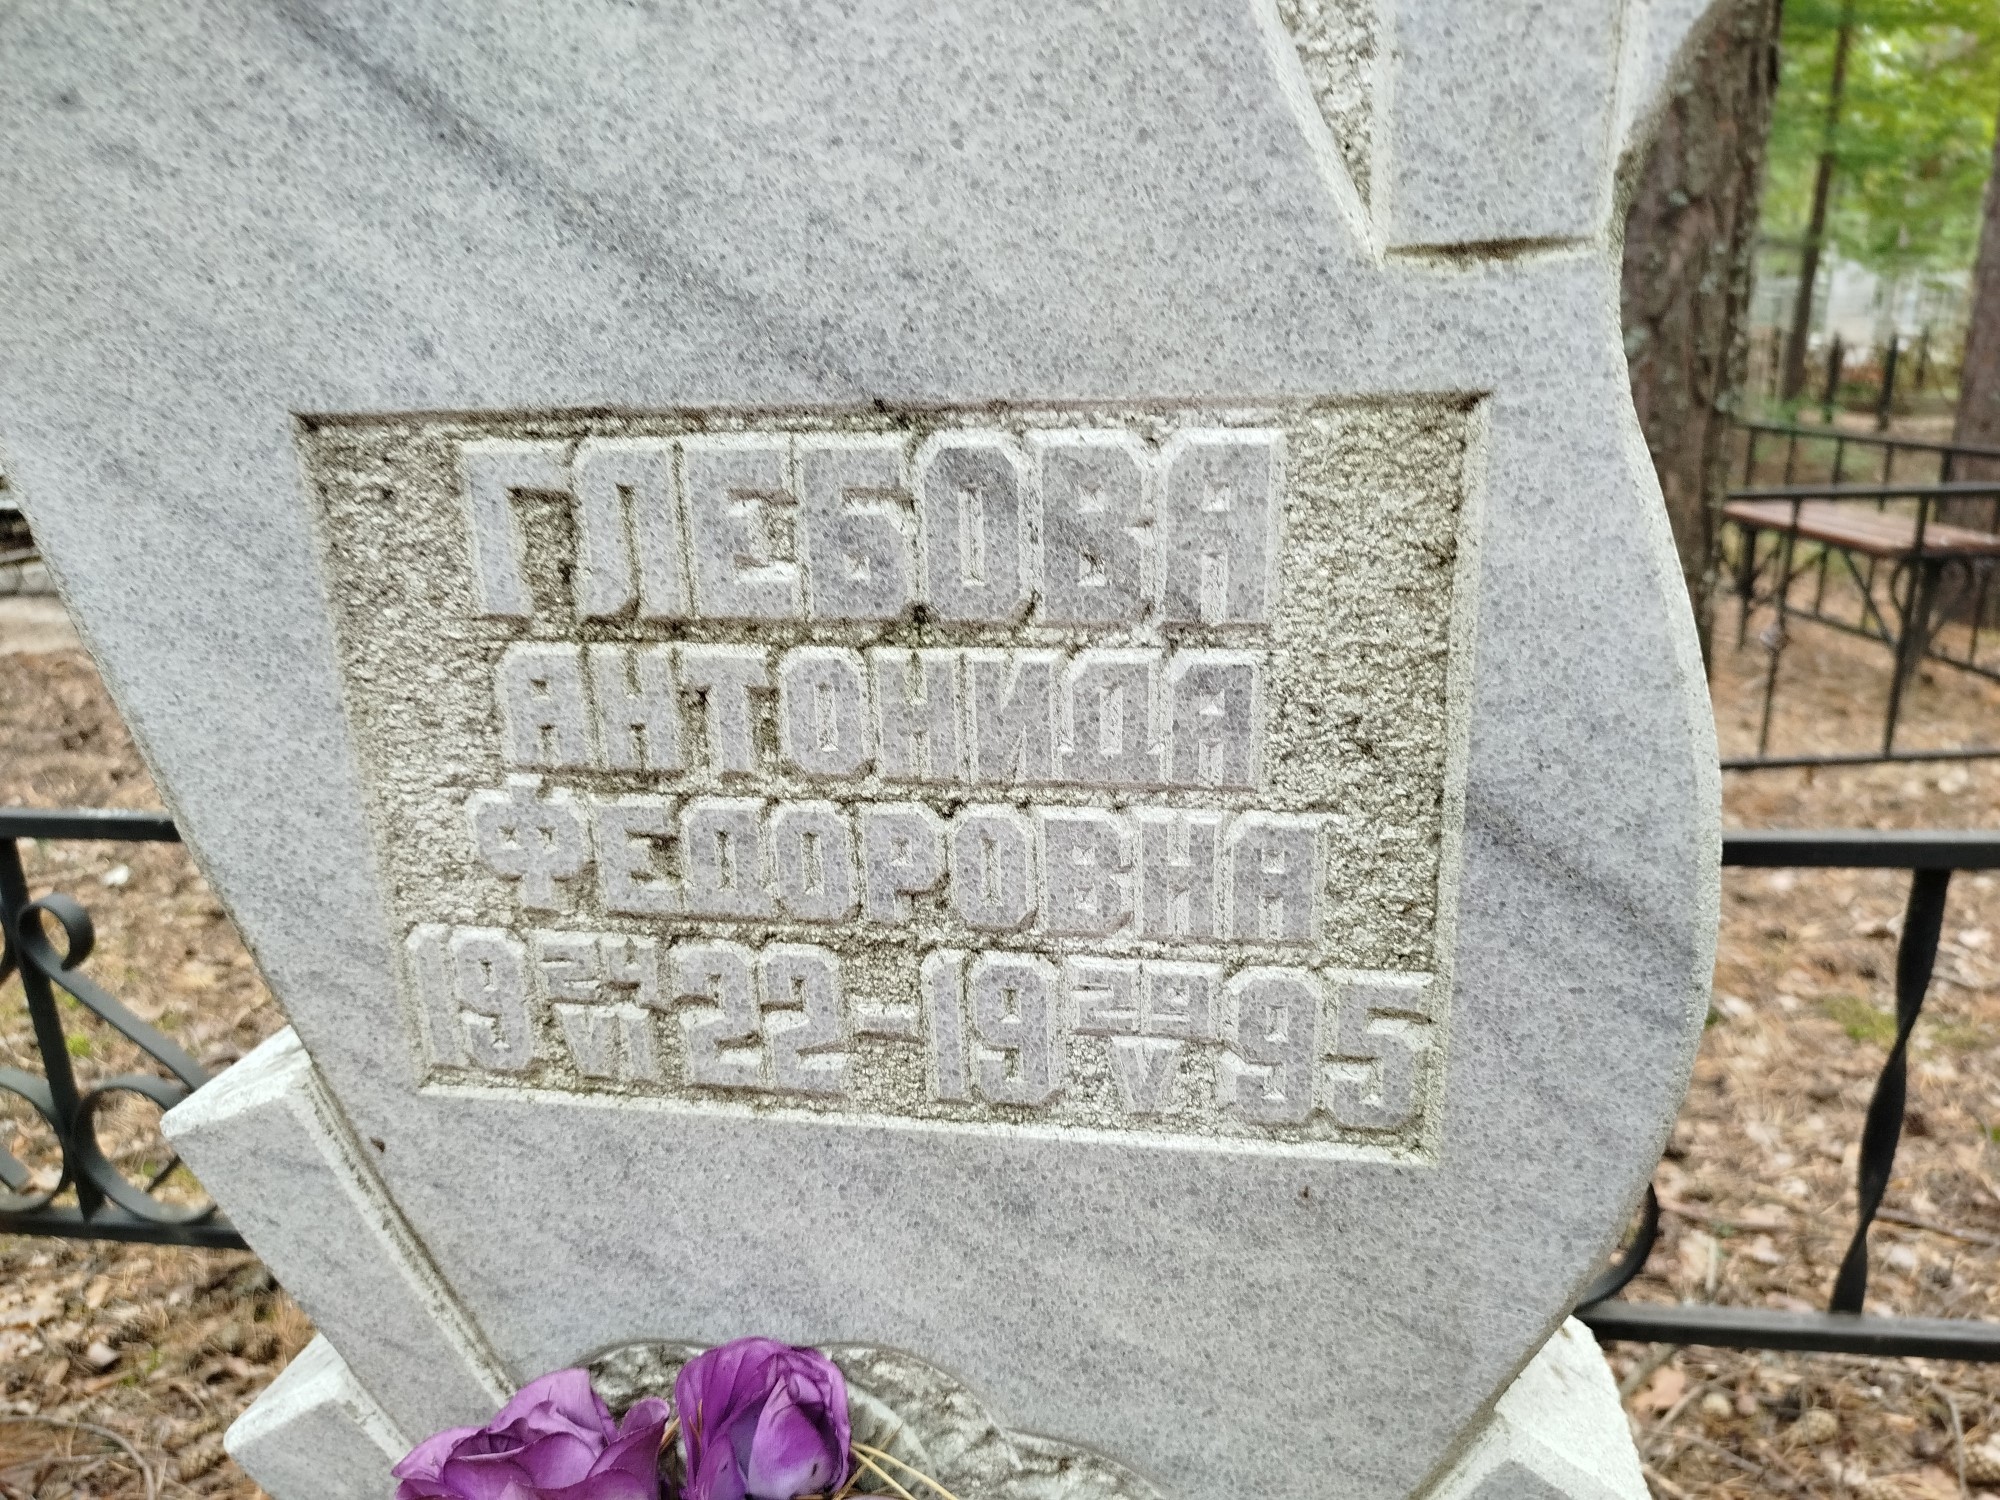 ГЛЕБОВА
АНТОНИДА
ФЕДОРОВНА
19 24/VI 22 - 19 29/V 95